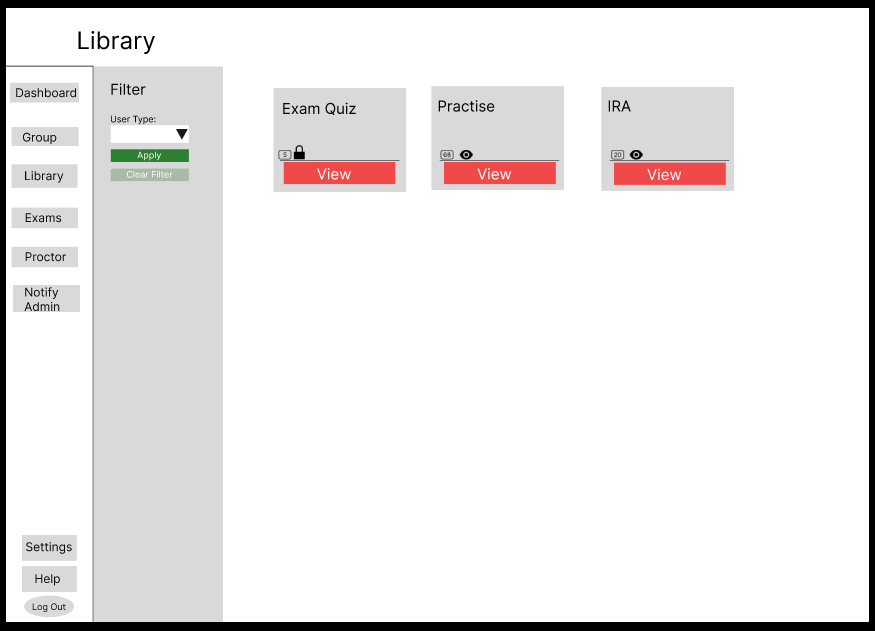 Library
Dashboard
Group
Library
Exams
Proctor
Notify
Admin
Settings
Help
Log Out
Filter
User Type:
Apply
Clear Filter
Exam Quiz
5
View
Practise
68
View
IRA
20
View